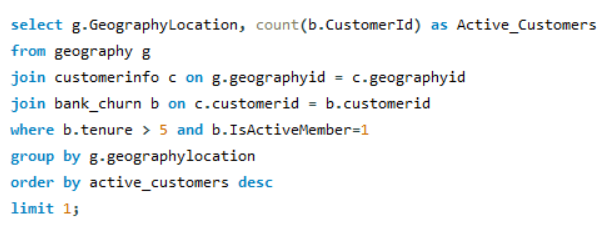 select g.GeographyLocation, count(b.CustomerId) as Active_Customers
from geography g
join customerinfo c on g.geographyid = c.geographyid
join bank_churn b on c.customerid = b.customerid
where b.tenure > 5 and b.IsActiveMember=1
group by g.geographylocation
order by active_customers desc
limit 1;